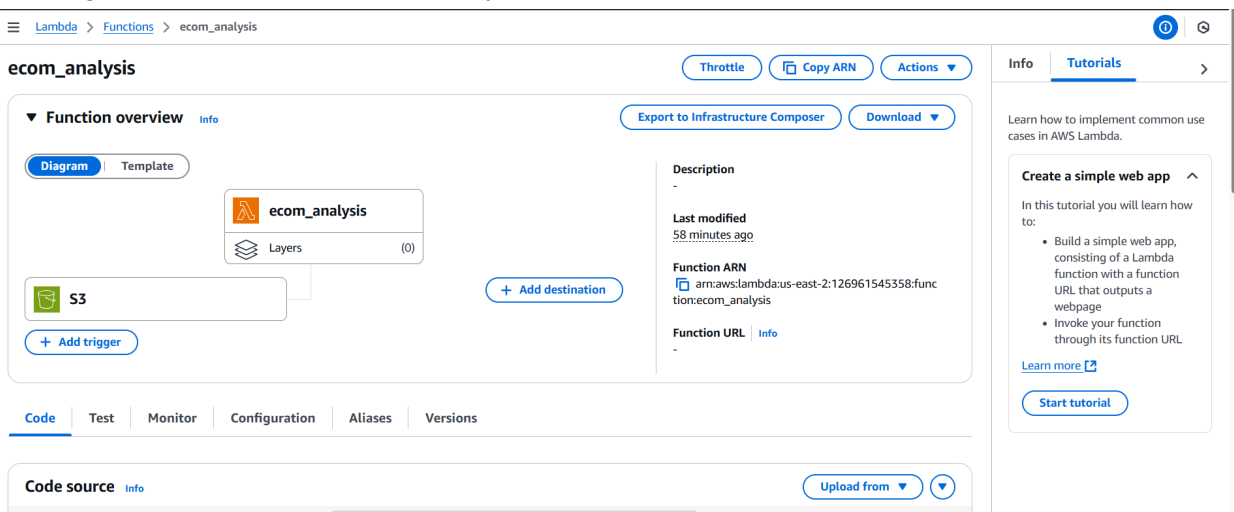 Lambda > Functions > ecom_analysis
ecom_analysis
Throttle
Copy ARN
Actions
Function overview Info
Export to Infrastructure Composer
Download
Diagram
Template
ecom_analysis
Layers
(0)
S3
+ Add destination
+ Add trigger
Description
-
Last modified
58 minutes ago
Function ARN
arn:aws:lambda:us-east-2:126961545358:func
tion:ecom_analysis
Function URL Info
-
Code
Test
Monitor
Configuration
Aliases
Versions
Code source Info
Upload from
Info
Tutorials
Learn how to implement common use
cases in AWS Lambda.
Create a simple web app
In this tutorial you will learn how
to:
• Build a simple web app,
consisting of a Lambda
function with a function
URL that outputs a
webpage
• Invoke your function
through its function URL
Learn more
Start tutorial